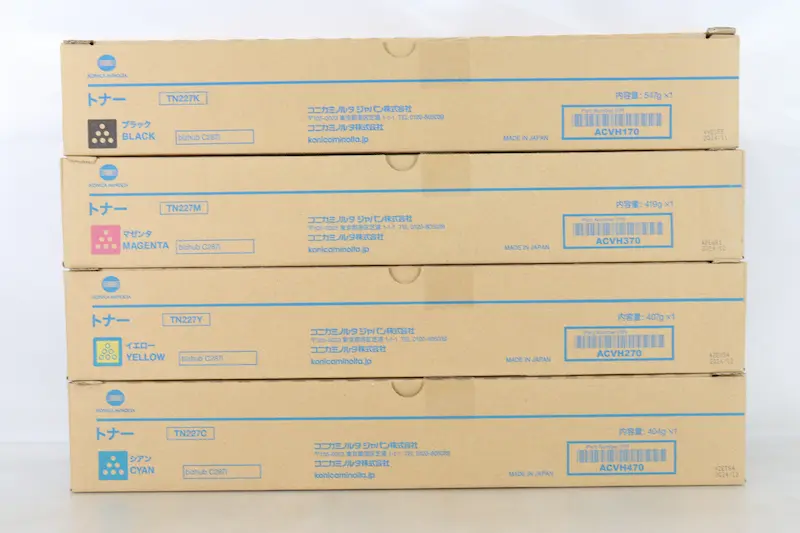 KONICA MINOLTA
トナー
TN227K
ブラック
BLACK
bizhub C287i
コニカミノルタ ジャパン株式会社
コニカミノルタ株式会社
konicaminolta.jp
MADE IN JAPAN
内容量: 547g ×1
ACVH170
KONICA MINOLTA
トナー
TN227M
マゼンタ
MAGENTA
bizhub C287i
コニカミノルタ ジャパン株式会社
コニカミノルタ株式会社
konicaminolta.jp
MADE IN JAPAN
内容量: 419g ×1
ACVH370
KONICA MINOLTA
トナー
TN227Y
イエロー
YELLOW
bizhub C287i
コニカミノルタ ジャパン株式会社
コニカミノルタ株式会社
konicaminolta.jp
MADE IN JAPAN
内容量: 407g ×1
ACVH270
KONICA MINOLTA
トナー
TN227C
シアン
CYAN
bizhub C287i
コニカミノルタ ジャパン株式会社
コニカミノルタ株式会社
konicaminolta.jp
MADE IN JAPAN
内容量: 404g ×1
ACVH470